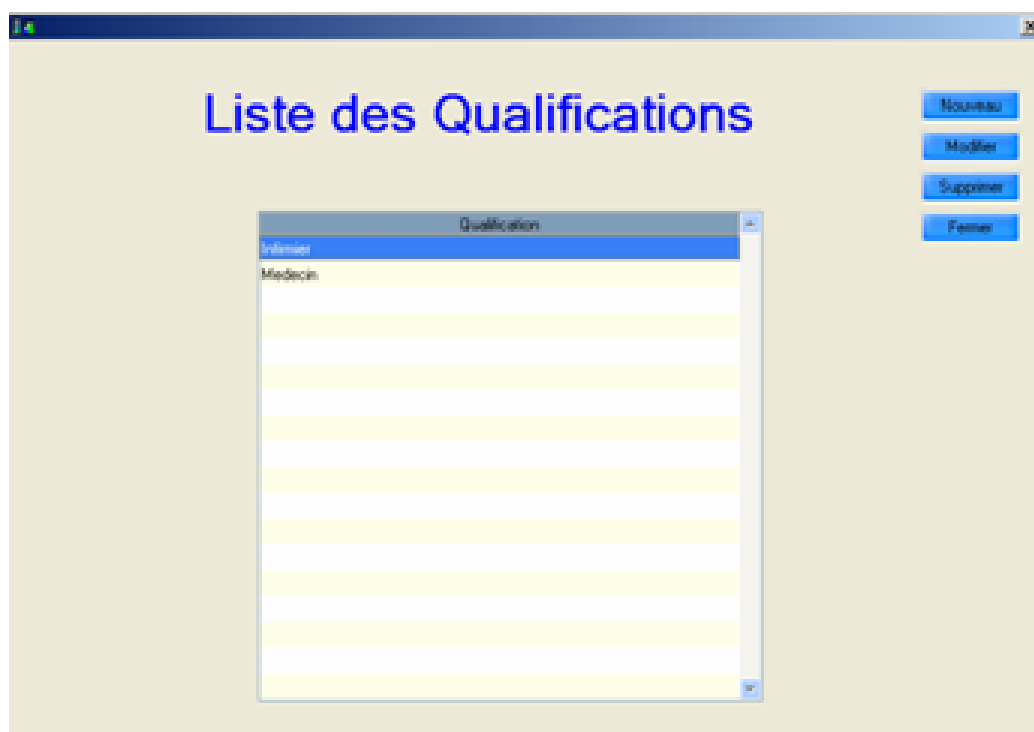 Liste des Qualifications
Nouveau
Modifier
Supprimer
Fermer
Qualification
Infirmier
Medecin